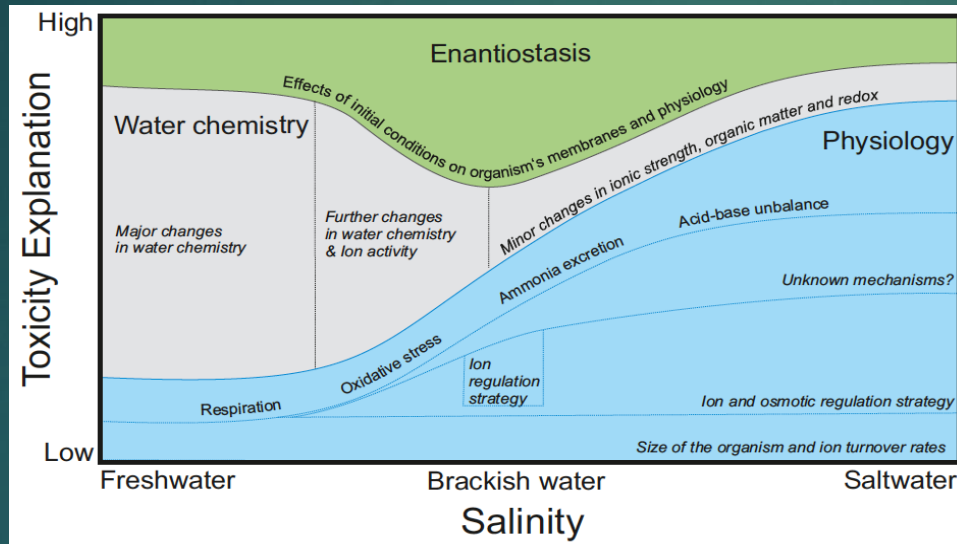 High
Enantiostasis
Effects of initial conditions on organism's membranes and physiology
Water chemistry
Minor changes in ionic strength, organic matter and redox
Physiology
Toxicity Explanation
Major changes
in water chemistry
Further changes
in water chemistry
& Ion activity
Acid-base unbalance
Ammonia excretion
Unknown mechanisms?
Oxidative stress
Ion
regulation
strategy
Respiration
Ion and osmotic regulation strategy
Size of the organism and ion turnover rates
Low
Freshwater
Brackish water
Saltwater
Salinity